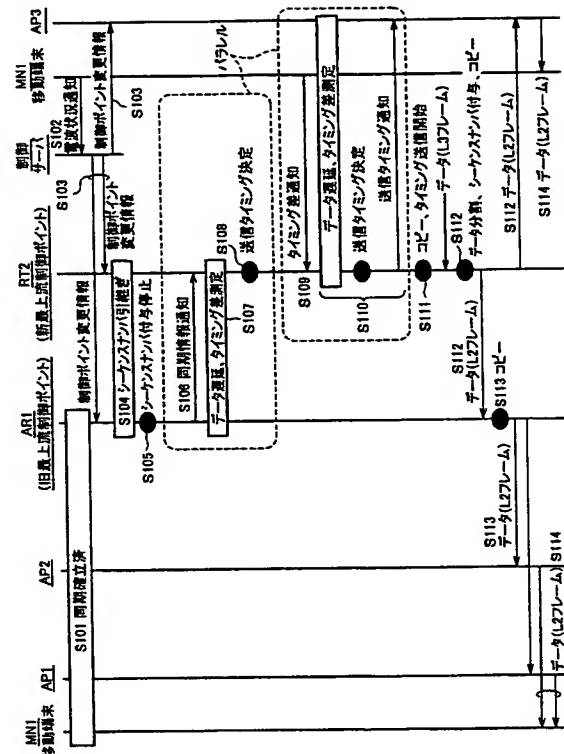 MN1
移動端末
AP1
AP2
AR1
(旧最上流制御ポイント)
RT2
(新最上流制御ポイント)
制御
サーバ
MN1
移動端末
AP3
S101 同期確立済
S102
電波状況通知
S103
制御ポイント変更情報
S103
制御ポイント
変更情報
制御ポイント変更情報
S104 シーケンスナンバ引継ぎ
シーケンスナンバ付与停止
S105
パラレル
S106 同期情報通知
データ遅延、タイミング差測定
S107
送信タイミング決定
S108
タイミング差通知
S109
データ遅延、タイミング差測定
送信タイミング決定
送信タイミング通知
S110
コピー、タイミング送信開始
S111
データ(L3フレーム)
S112
データ分割、シーケンスナンバ付与、コピー
S112 データ(L2フレーム)
S112
データ(L2フレーム)
S113 コピー
S113
データ(L2フレーム)
S114 データ(L2フレーム)
S114
データ(L2フレーム)